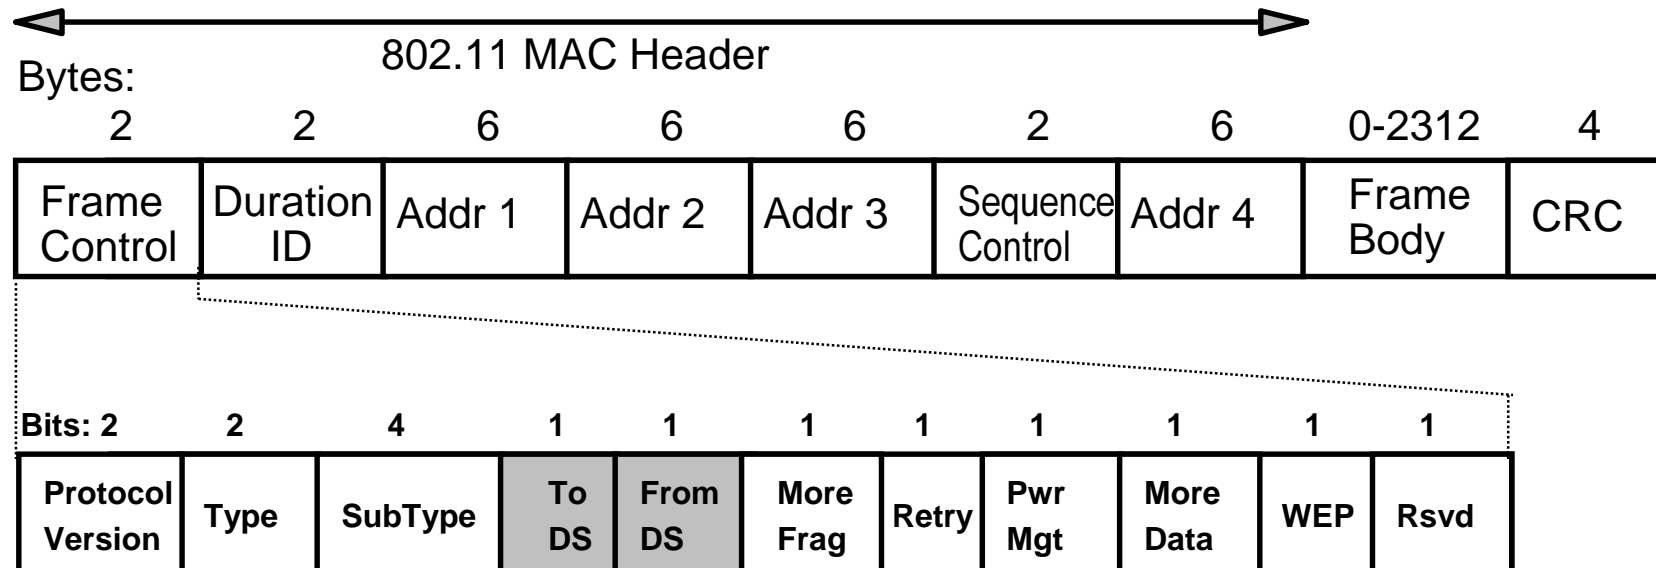 802.11 MAC Header
Bytes:
2 2 6 6 6 2 6 0-2312 4
Frame Control Duration ID Addr 1 Addr 2 Addr 3 Sequence Control Addr 4 Frame Body CRC
Bits: 2 2 4 1 1 1 1 1 1 1 1
Protocol Version Type SubType To DS From DS More Frag Retry Pwr Mgt More Data WEP Rsvd